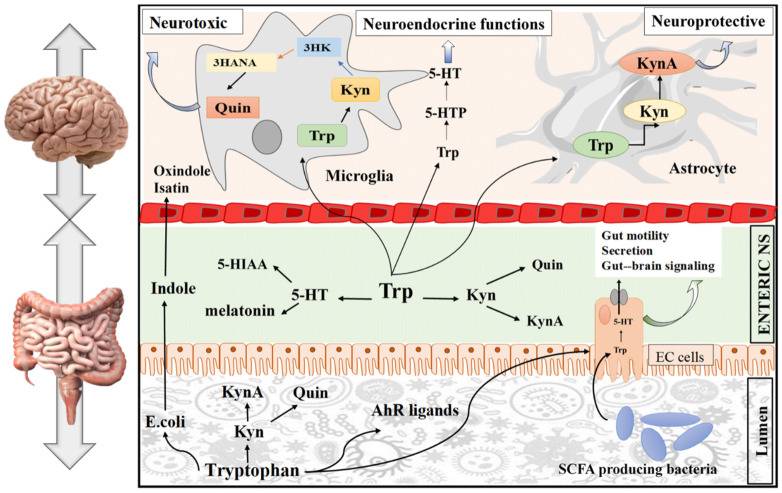 Neurotoxic
Neuroendocrine functions
Neuroprotective
3HANA
3HK
Quin
Kyn
Trp
Microglia
5-HT
5-HTP
Trp
KynA
Kyn
Trp
Astrocyte
Oxindole
Isatin
Indole
5-HIAA
5-HT
melatonin
Trp
Kyn
Quin
KynA
Gut motility
Secretion
Gut--brain signaling
5-HT
Trp
EC cells
ENTERIC NS
E.coli
KynA
Quin
Kyn
AhR ligands
Tryptophan
SCFA producing bacteria
Lumen